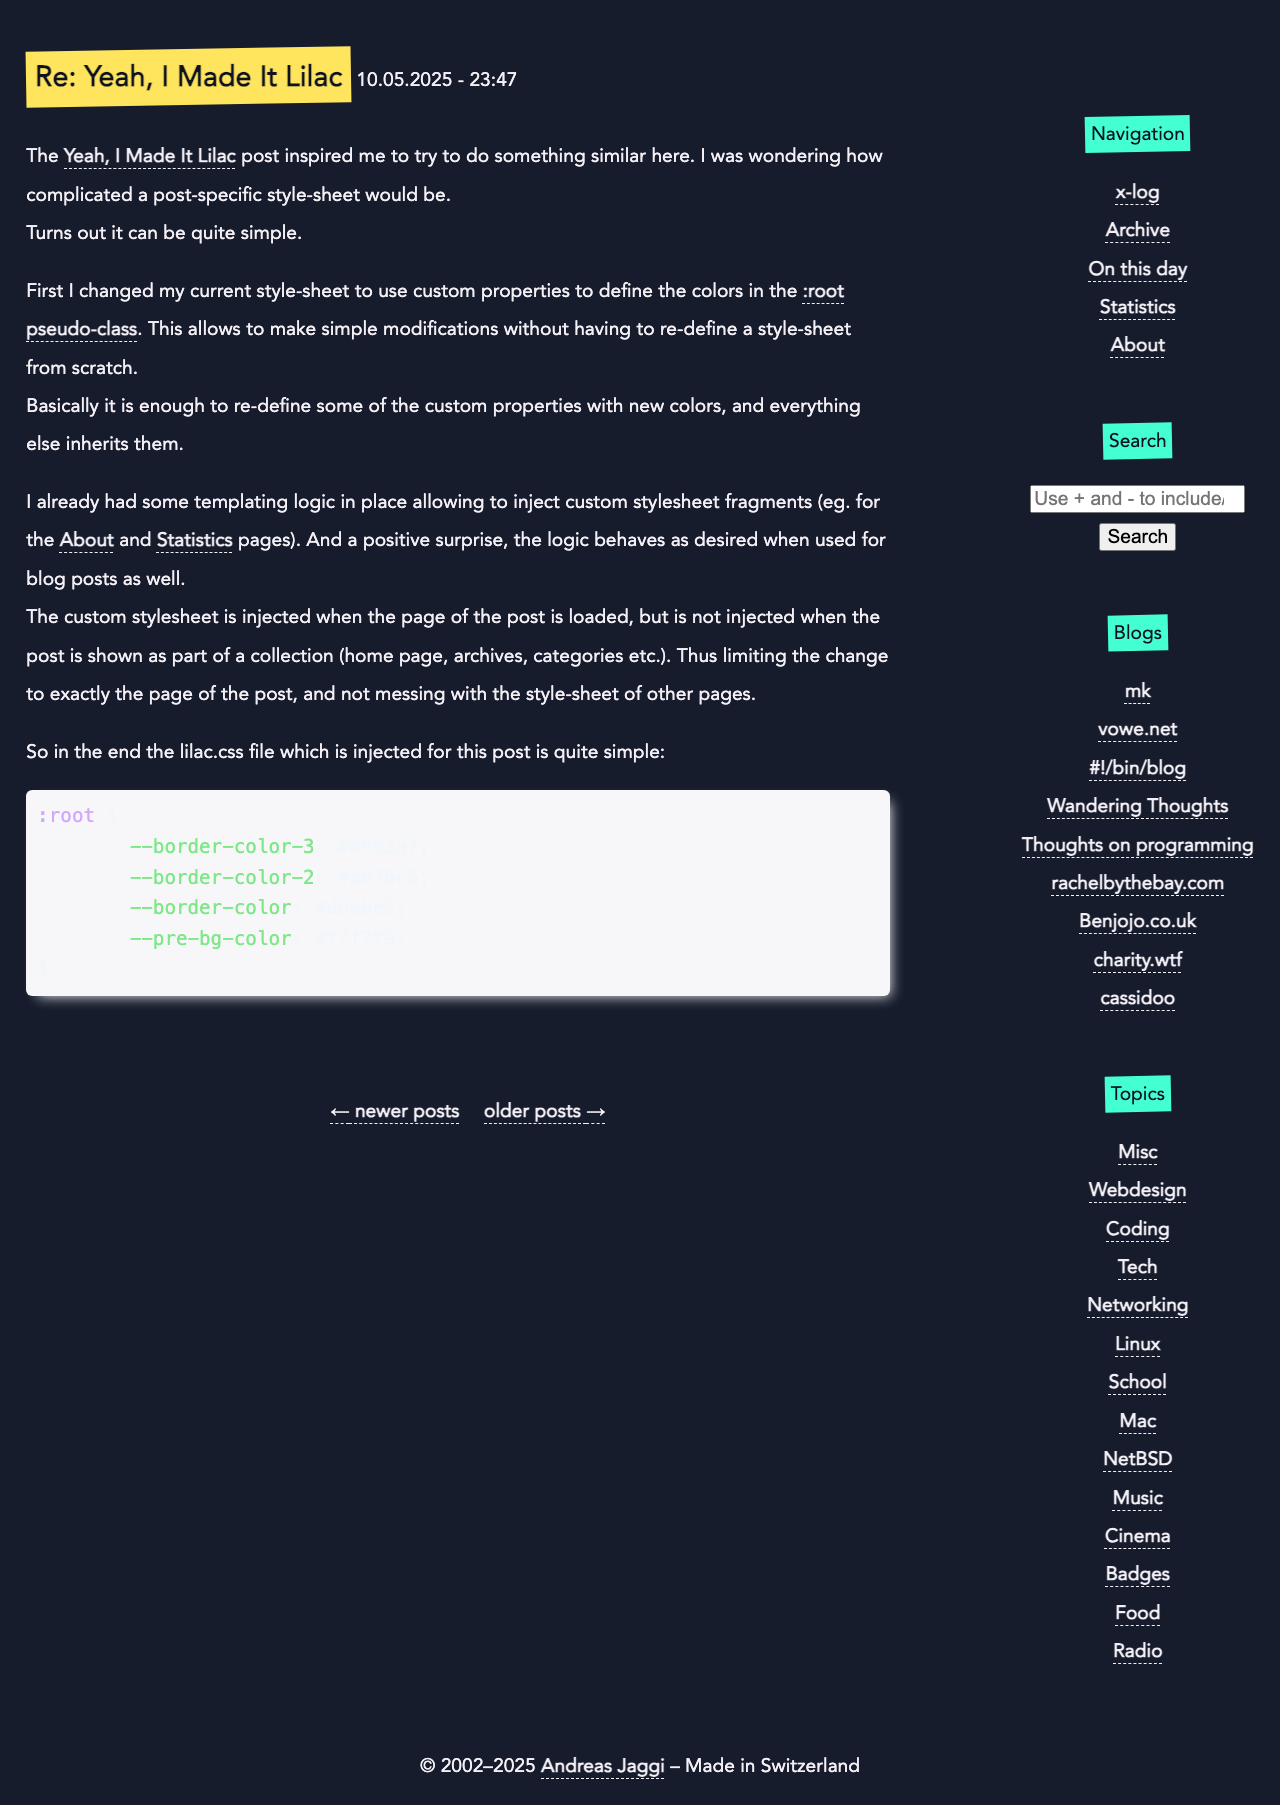 Re: Yeah, I Made It Lilac 10.05.2025 - 23:47
The Yeah, I Made It Lilac post inspired me to try to do something similar here. I was wondering how
complicated a post-specific style-sheet would be.
Turns out it can be quite simple.
First I changed my current style-sheet to use custom properties to define the colors in the :root
pseudo-class. This allows to make simple modifications without having to re-define a style-sheet
from scratch.
Basically it is enough to re-define some of the custom properties with new colors, and everything
else inherits them.
I already had some templating logic in place allowing to inject custom stylesheet fragments (eg. for
the About and Statistics pages). And a positive surprise, the logic behaves as desired when used for
blog posts as well.
The custom stylesheet is injected when the page of the post is loaded, but is not injected when the
post is shown as part of a collection (home page, archives, categories etc.). Thus limiting the change
to exactly the page of the post, and not messing with the style-sheet of other pages.
So in the end the lilac.css file which is injected for this post is quite simple:
:root {
--border-color-3:
--border-color-2:
--border-color:
--pre-bg-color:
}
← newer posts older posts →
Navigation
x-log
Archive
On this day
Statistics
About
Search
Use + and - to include/
Search
Blogs
mk
vowe.net
#!/bin/blog
Wandering Thoughts
Thoughts on programming
rachelbythebay.com
Benjojo.co.uk
charity.wtf
cassidoo
Topics
Misc
Webdesign
Coding
Tech
Networking
Linux
School
Mac
NetBSD
Music
Cinema
Badges
Food
Radio
© 2002–2025 Andreas Jaggi – Made in Switzerland